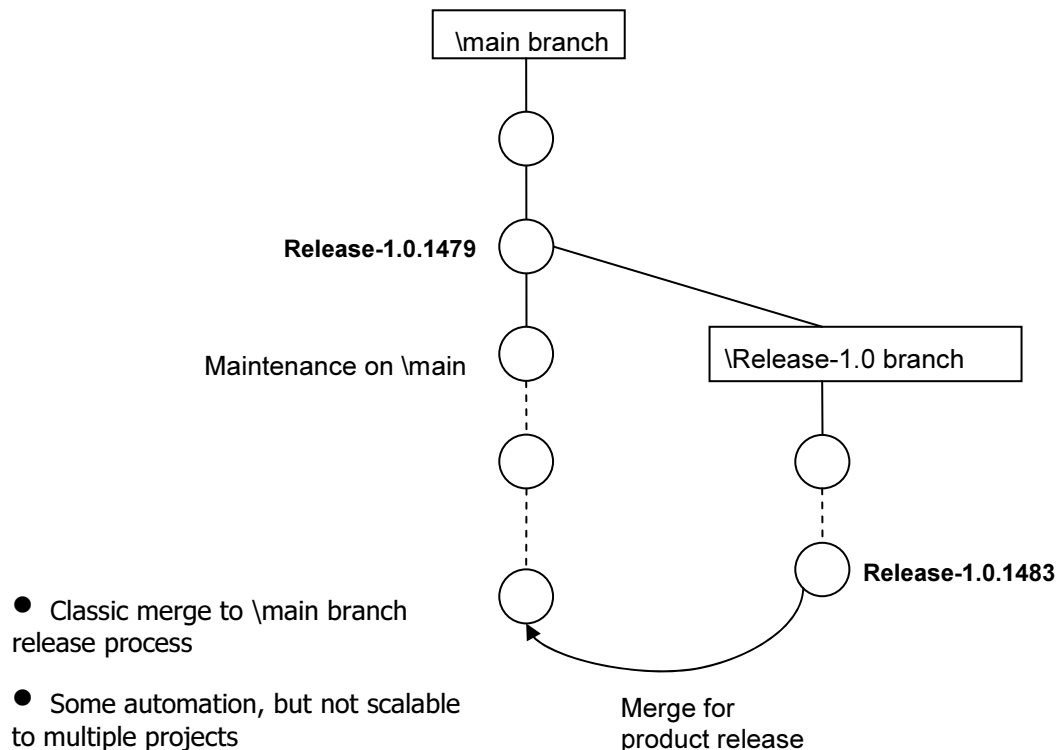 \main branch
Release-1.0.1479
Maintenance on \main
\Release-1.0 branch
Release-1.0.1483
● Classic merge to \main branch
release process
● Some automation, but not scalable
to multiple projects
Merge for
product release